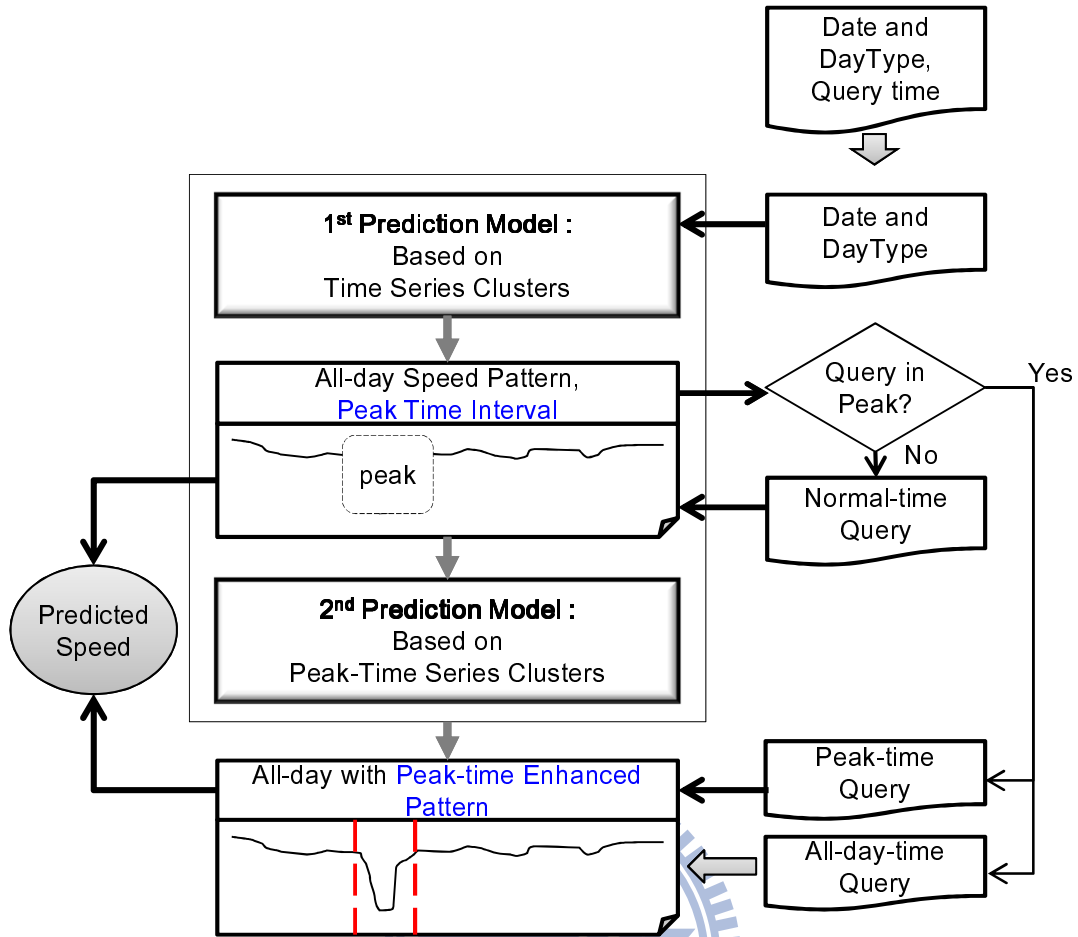 Date and
DayType,
Query time
1st Prediction Model :
Based on
Time Series Clusters
Date and
DayType
All-day Speed Pattern,
Peak Time Interval
peak
Query in
Peak?
Yes
No
Normal-time
Query
Predicted
Speed
2nd Prediction Model :
Based on
Peak-Time Series Clusters
All-day with Peak-time Enhanced
Pattern
Peak-time
Query
All-day-time
Query